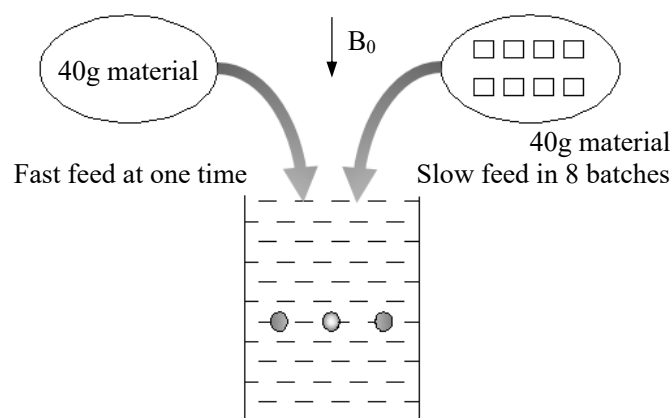 B₀
40g material
40g material
Fast feed at one time
Slow feed in 8 batches